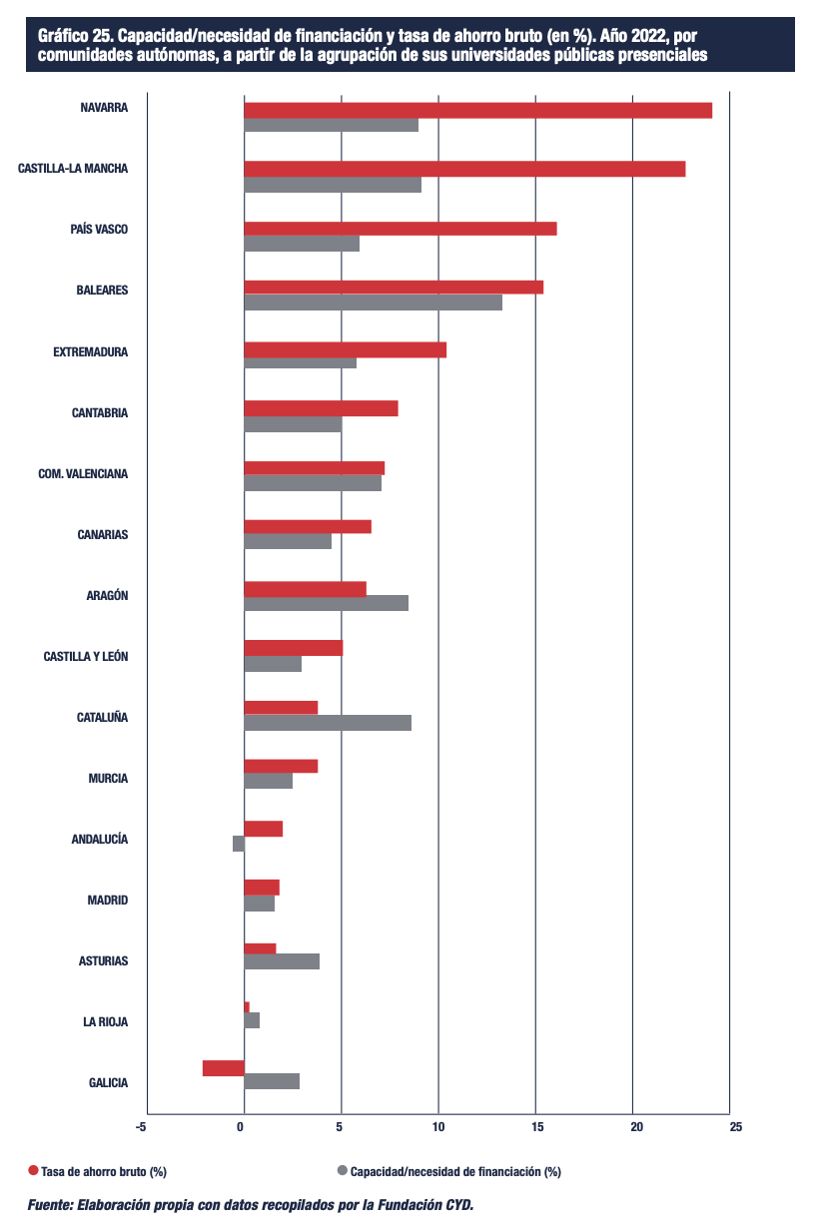 Gráfico 25. Capacidad/necesidad de financiación y tasa de ahorro bruto (en %). Año 2022, por
comunidades autónomas, a partir de la agrupación de sus universidades públicas presenciales
NAVARRA
CASTILLA-LA MANCHA
PAÍS VASCO
BALEARES
EXTREMADURA
CANTABRIA
COM. VALENCIANA
CANARIAS
ARAGÓN
CASTILLA Y LEÓN
CATALUÑA
MURCIA
ANDALUCÍA
MADRID
ASTURIAS
LA RIOJA
GALICIA
-5 0 5 10 15 20 25
Tasa de ahorro bruto (%) Capacidad/necesidad de financiación (%)
Fuente: Elaboración propia con datos recopilados por la Fundación CYD.